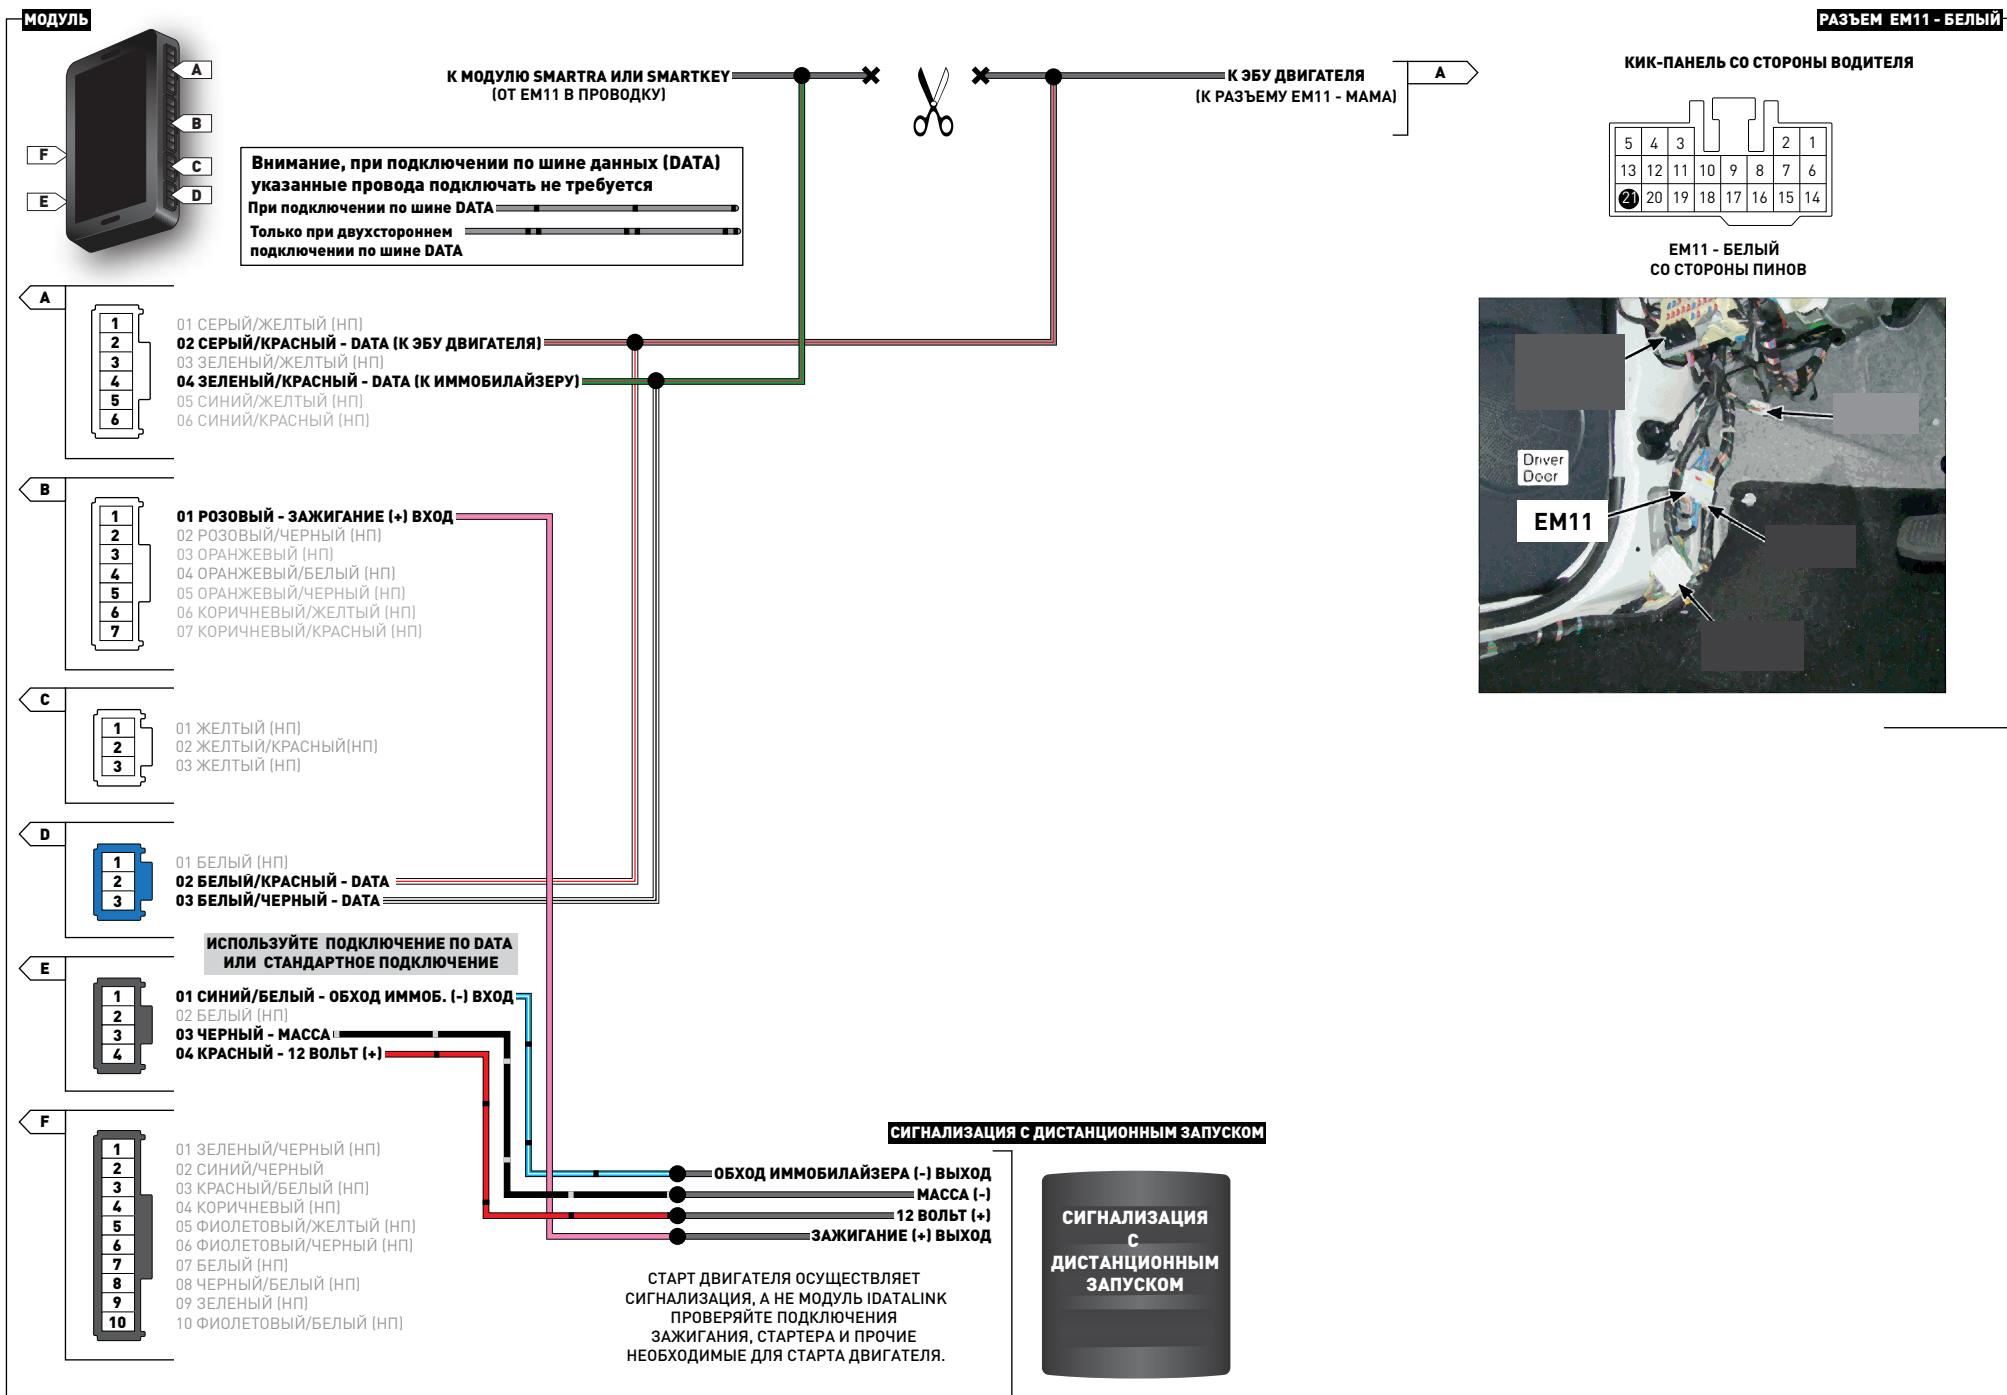 МОДУЛЬ
РАЗЪЕМ EM11 - БЕЛЫЙ
A
B
C
D
F
E
К МОДУЛЮ SMARTRA ИЛИ SMARTKEY
(ОТ EM11 В ПРОВОДКУ)
К ЭБУ ДВИГАТЕЛЯ
(К РАЗЪЕМУ EM11 - МАМА)
A
КИК-ПАНЕЛЬ СО СТОРОНЫ ВОДИТЕЛЯ
5 4 3 2 1
13 12 11 10 9 8 7 6
21 20 19 18 17 16 15 14
EM11 - БЕЛЫЙ
СО СТОРОНЫ ПИНОВ
Driver
Door
EM11
Внимание, при подключении по шине данных (DATA)
указанные провода подключать не требуется
При подключении по шине DATA
Только при двухстороннем
подключении по шине DATA
A
1
2
3
4
5
6
01 СЕРЫЙ/ЖЕЛТЫЙ (НП)
02 СЕРЫЙ/КРАСНЫЙ - DATA (К ЭБУ ДВИГАТЕЛЯ)
03 ЗЕЛЕНЫЙ/ЖЕЛТЫЙ (НП)
04 ЗЕЛЕНЫЙ/КРАСНЫЙ - DATA (К ИММОБИЛАЙЗЕРУ)
05 СИНИЙ/ЖЕЛТЫЙ (НП)
06 СИНИЙ/КРАСНЫЙ (НП)
B
1
2
3
4
5
6
7
01 РОЗОВЫЙ - ЗАЖИГАНИЕ (+) ВХОД
02 РОЗОВЫЙ/ЧЕРНЫЙ (НП)
03 ОРАНЖЕВЫЙ (НП)
04 ОРАНЖЕВЫЙ/БЕЛЫЙ (НП)
05 ОРАНЖЕВЫЙ/ЧЕРНЫЙ (НП)
06 КОРИЧНЕВЫЙ/ЖЕЛТЫЙ (НП)
07 КОРИЧНЕВЫЙ/КРАСНЫЙ (НП)
C
1
2
3
01 ЖЕЛТЫЙ (НП)
02 ЖЕЛТЫЙ/КРАСНЫЙ(НП)
03 ЖЕЛТЫЙ (НП)
D
1
2
3
01 БЕЛЫЙ (НП)
02 БЕЛЫЙ/КРАСНЫЙ - DATA
03 БЕЛЫЙ/ЧЕРНЫЙ - DATA
ИСПОЛЬЗУЙТЕ ПОДКЛЮЧЕНИЕ ПО DATA
ИЛИ СТАНДАРТНОЕ ПОДКЛЮЧЕНИЕ
E
1
2
3
4
01 СИНИЙ/БЕЛЫЙ - ОБХОД ИММОБ. (-) ВХОД
02 БЕЛЫЙ (НП)
03 ЧЕРНЫЙ - МАССА
04 КРАСНЫЙ - 12 ВОЛЬТ (+)
F
1
2
3
4
5
6
7
8
9
10
01 ЗЕЛЕНЫЙ/ЧЕРНЫЙ (НП)
02 СИНИЙ/ЧЕРНЫЙ
03 КРАСНЫЙ/БЕЛЫЙ (НП)
04 КОРИЧНЕВЫЙ (НП)
05 ФИОЛЕТОВЫЙ/ЖЕЛТЫЙ (НП)
06 ФИОЛЕТОВЫЙ/ЧЕРНЫЙ (НП)
07 БЕЛЫЙ (НП)
08 ЧЕРНЫЙ/БЕЛЫЙ (НП)
09 ЗЕЛЕНЫЙ (НП)
10 ФИОЛЕТОВЫЙ/БЕЛЫЙ (НП)
СИГНАЛИЗАЦИЯ С ДИСТАНЦИОННЫМ ЗАПУСКОМ
ОБХОД ИММОБИЛАЙЗЕРА (-) ВЫХОД
МАССА (-)
12 ВОЛЬТ (+)
ЗАЖИГАНИЕ (+) ВЫХОД
СТАРТ ДВИГАТЕЛЯ ОСУЩЕСТВЛЯЕТ
СИГНАЛИЗАЦИЯ, А НЕ МОДУЛЬ IDATALINK
ПРОВЕРЯЙТЕ ПОДКЛЮЧЕНИЯ
ЗАЖИГАНИЯ, СТАРТЕРА И ПРОЧИЕ
НЕОБХОДИМЫЕ ДЛЯ СТАРТА ДВИГАТЕЛЯ.
СИГНАЛИЗАЦИЯ
С
ДИСТАНЦИОННЫМ
ЗАПУСКОМ